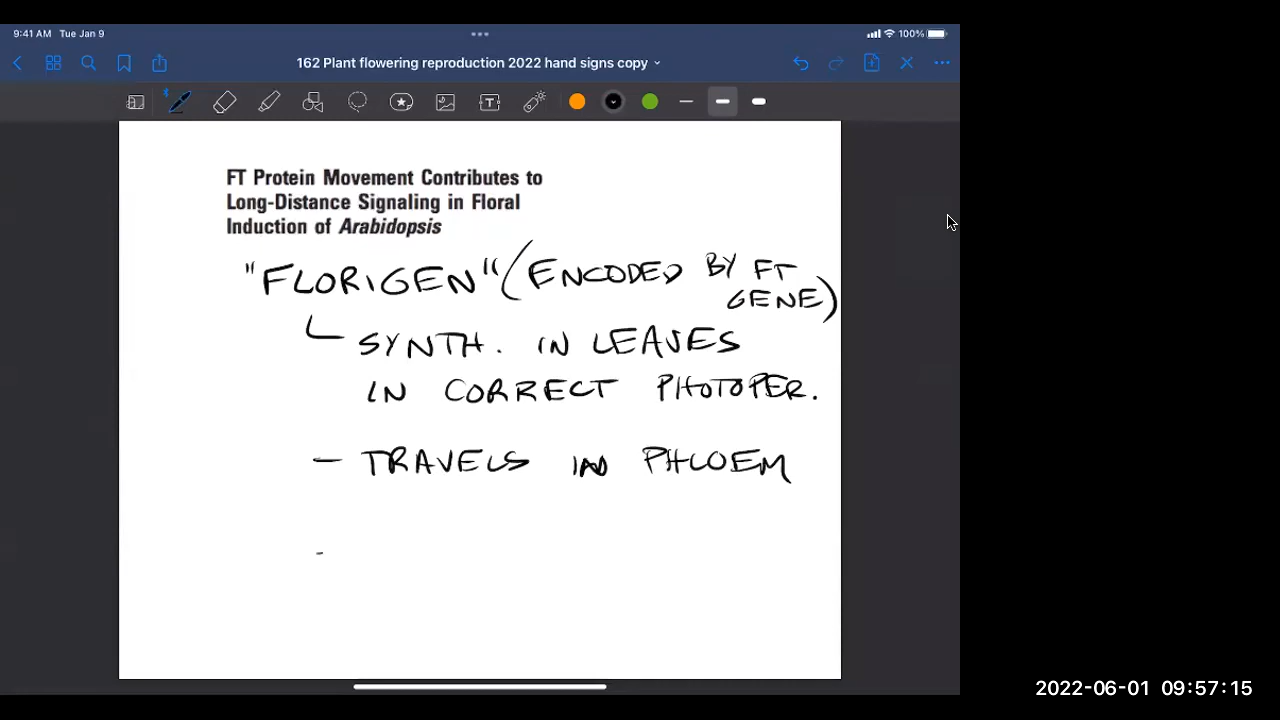 9:41 AM Tue Jan 9
100%
162 Plant flowering reproduction 2022 hand signs copy
FT Protein Movement Contributes to
Long-Distance Signaling in Floral
Induction of Arabidopsis
"FLORIGEN" (ENCODED BY FT
GENE)
SYNTH. IN LEAVES
IN CORRECT PHOTOPER.
- TRAVELS IN PHLOEM
-
2022-06-01 09:57:15